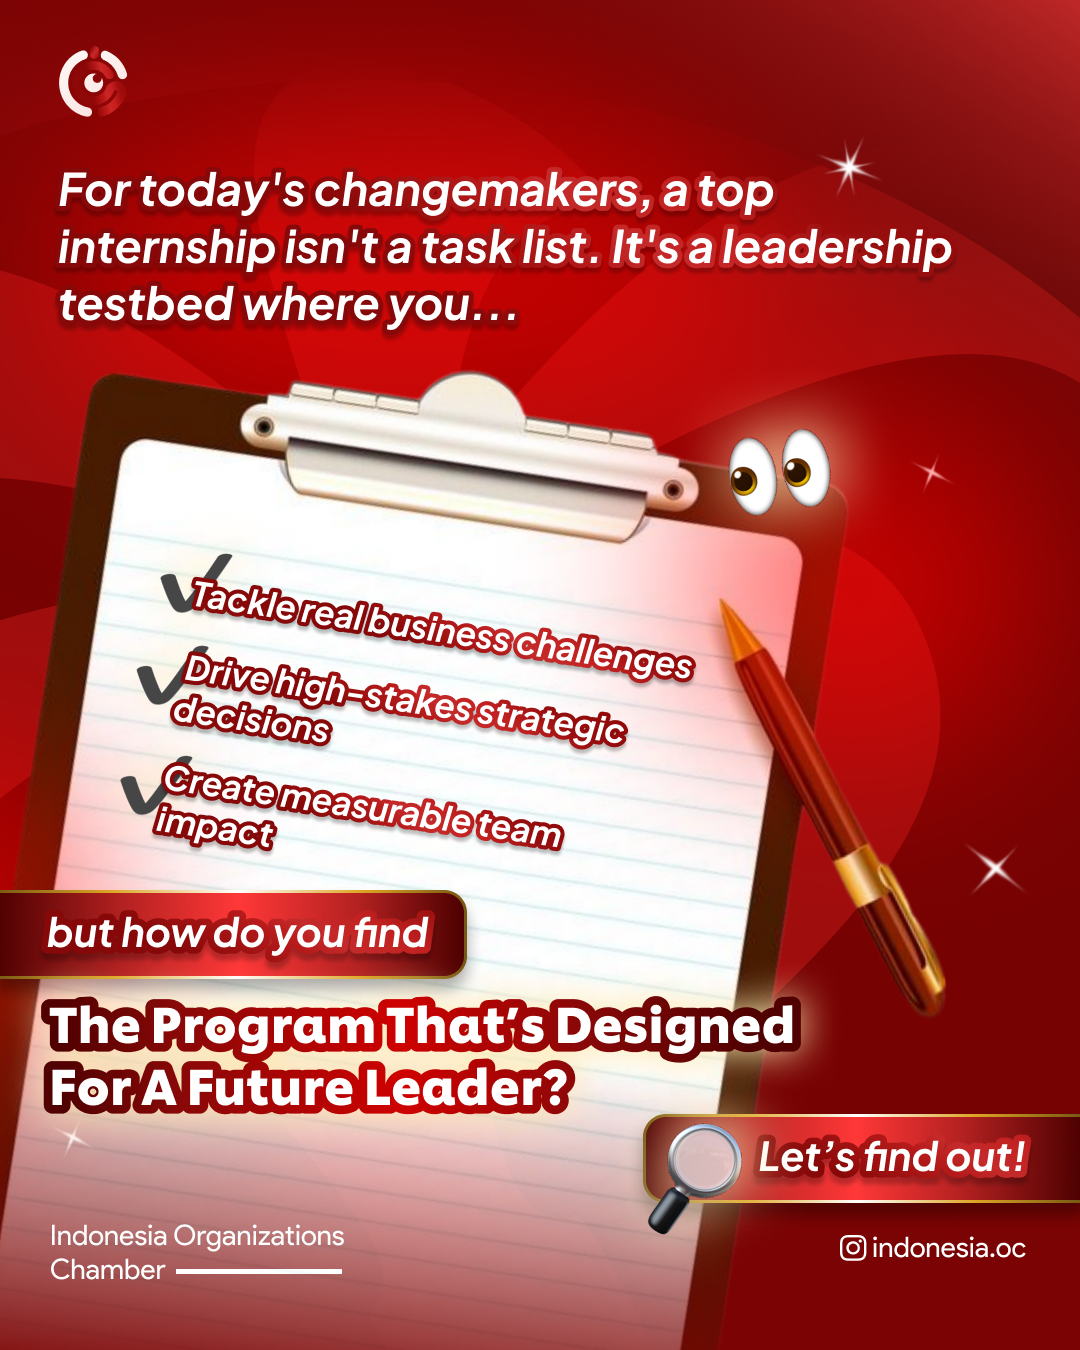 For today's changemakers, a top
internship isn't a task list. It's a leadership
testbed where you...
Tackle real business challenges
Drive high-stakes strategic
decisions
Create measurable team
impact
but how do you find
The Program That’s Designed
For A Future Leader?
Let’s find out!
Indonesia Organizations
Chamber
indonesia.oc